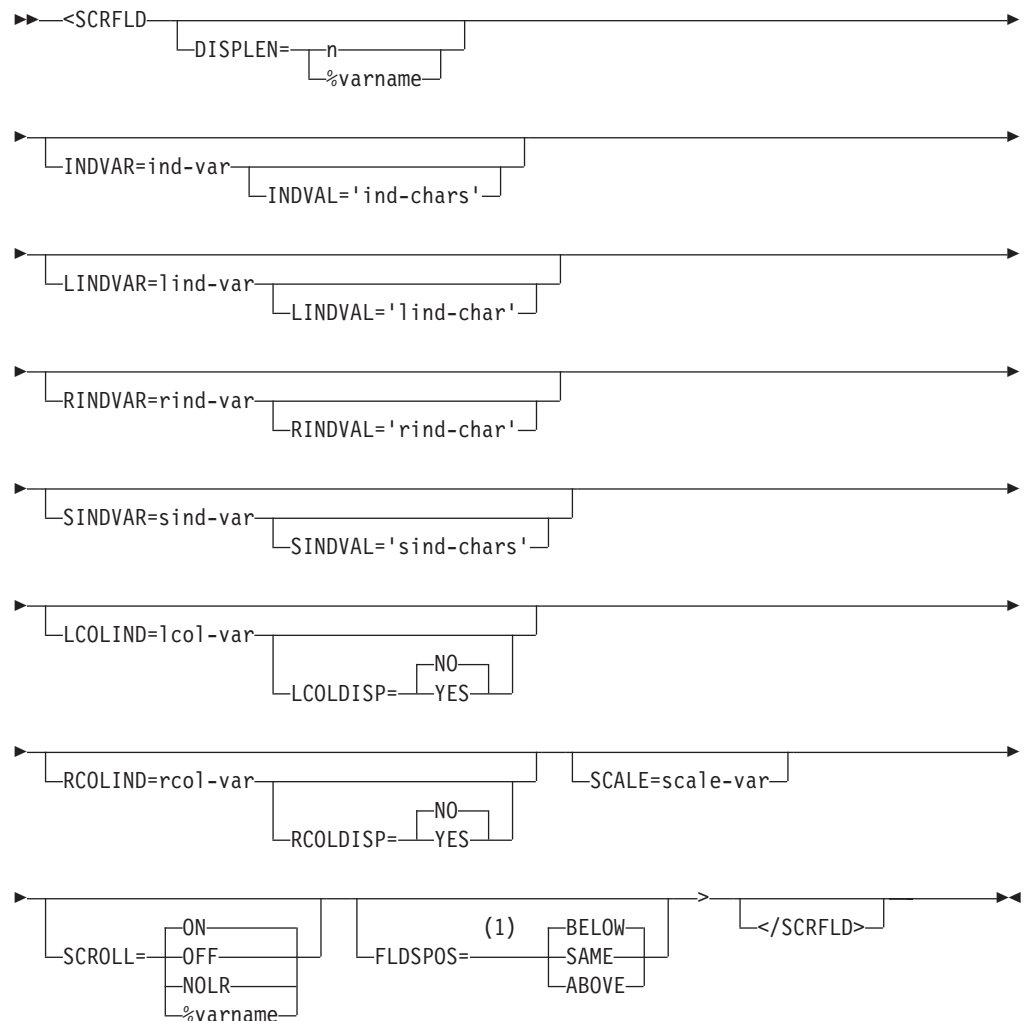 <SCRFLD
DISPLEN= n
%varname
INDVAR=ind-var
INDVAL='ind-chars'
LINDVAR=lind-var
LINDVAL='lind-char'
RINDVAR=rind-var
RINDVAL='rind-char'
SINDVAR=sind-var
SINDVAL='sind-chars'
LCOLIND=lcol-var
NO
LCOLDISP= YES
RCOLIND=rcol-var SCALE=scale-var
NO
RCOLDISP= YES
>
ON (1) BELOW </SCRFLD>
SCROLL= OFF FLDSPOS= SAME
NOLR ABOVE
%varname